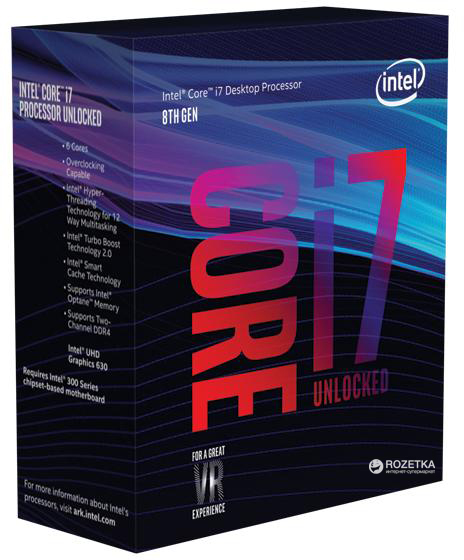 INTEL® CORE™ i7
PROCESSOR UNLOCKED
• 6 Cores
• Overclocking
Capable
• Intel® Hyper-
Threading
Technology for 12
Way Multitasking
• Intel® Turbo Boost
Technology 2.0
• Intel® Smart
Cache Technology
• Supports Intel®
Optane™ Memory
• Supports Two-
Channel DDR4
Intel® UHD
Graphics 630
Requires Intel® 300 Series
chipset-based motherboard
For more information about Intel's
processors, visit ark.intel.com
Intel® Core™ i7 Desktop Processor
8TH GEN
intel
CORE
i7
UNLOCKED
FOR A GREAT
VR
EXPERIENCE
ROZETKA
интернет-супермаркет